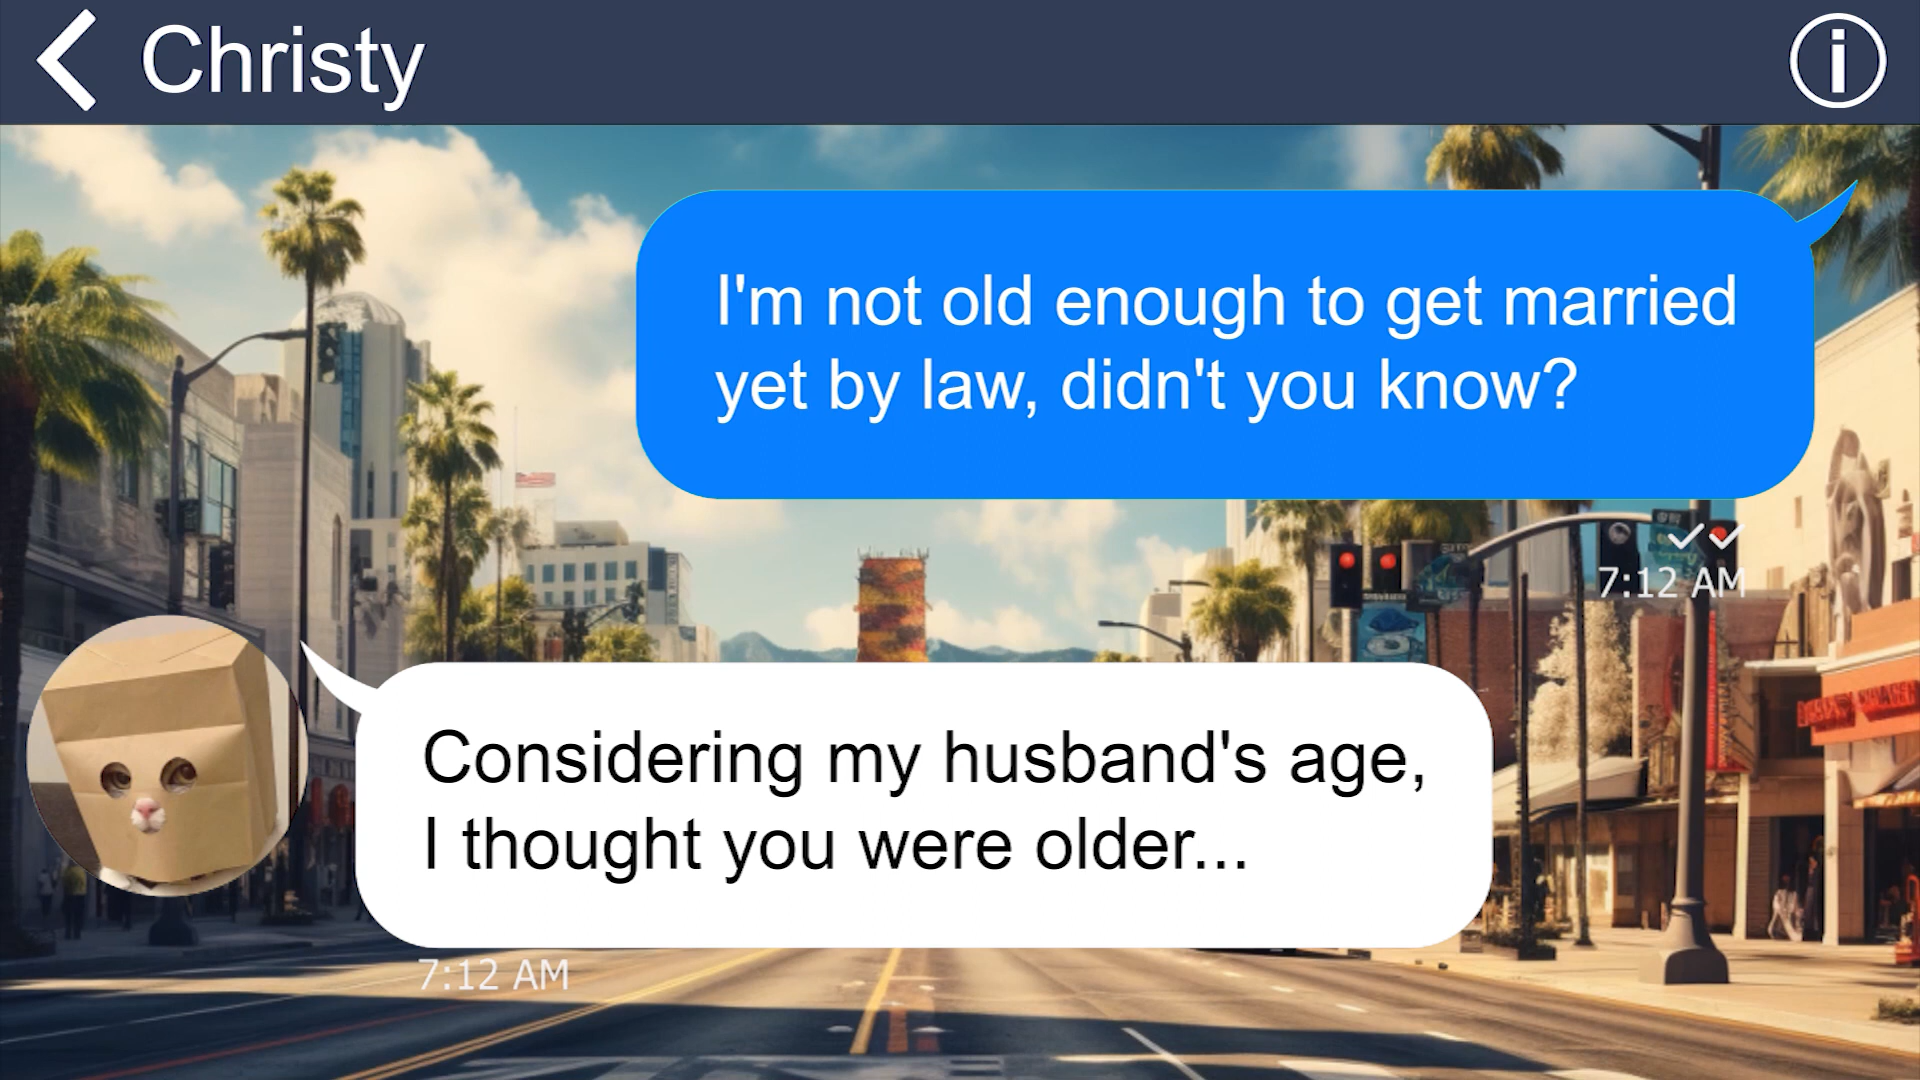 Christy
I'm not old enough to get married
yet by law, didn't you know?
7:12 AM
Considering my husband's age,
I thought you were older...
7:12 AM